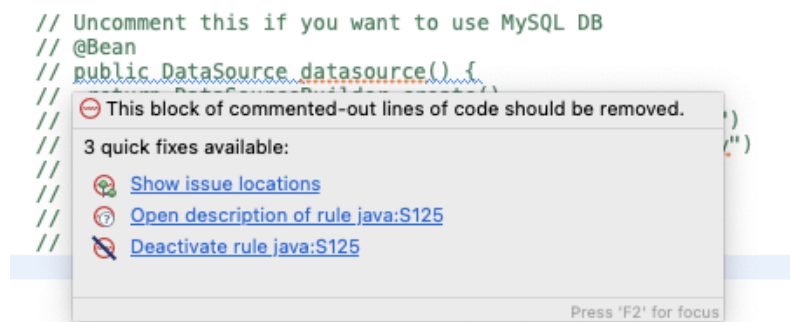 // Uncomment this if you want to use MySQL DB
// @Bean
// public DataSource datasource() {
//
//
//
//
//
//
//
This block of commented-out lines of code should be removed.
3 quick fixes available:
Show issue locations
Open description of rule java:S125
Deactivate rule java:S125
Press 'F2' for focus